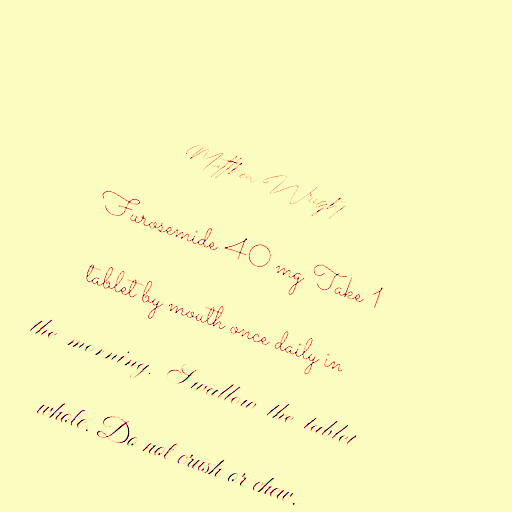 Matthew Wright
Furosemide 40 mg Take 1
tablet by mouth once daily in
the morning. Swallow the tablet
whole. Do not crush or chew.